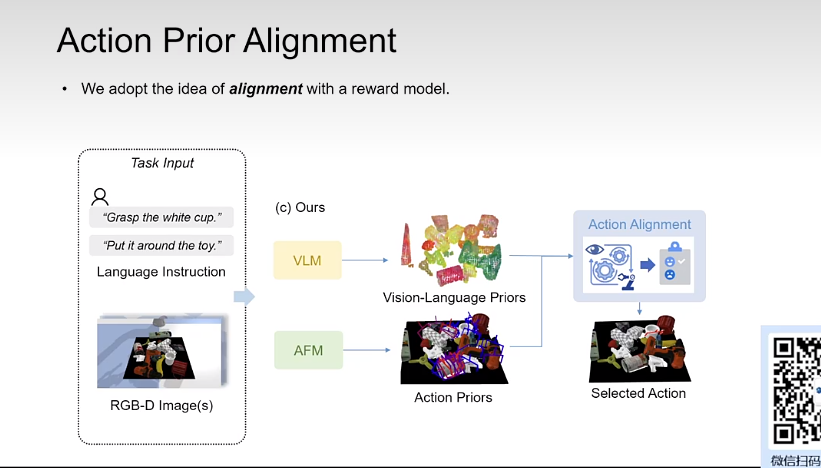 Action Prior Alignment
• We adopt the idea of alignment with a reward model.
Task Input
“Grasp the white cup.”
“Put it around the toy.”
Language Instruction
RGB-D Image(s)
(c) Ours
VLM
Vision-Language Priors
AFM
Action Priors
Action Alignment
Selected Action
微信扫码